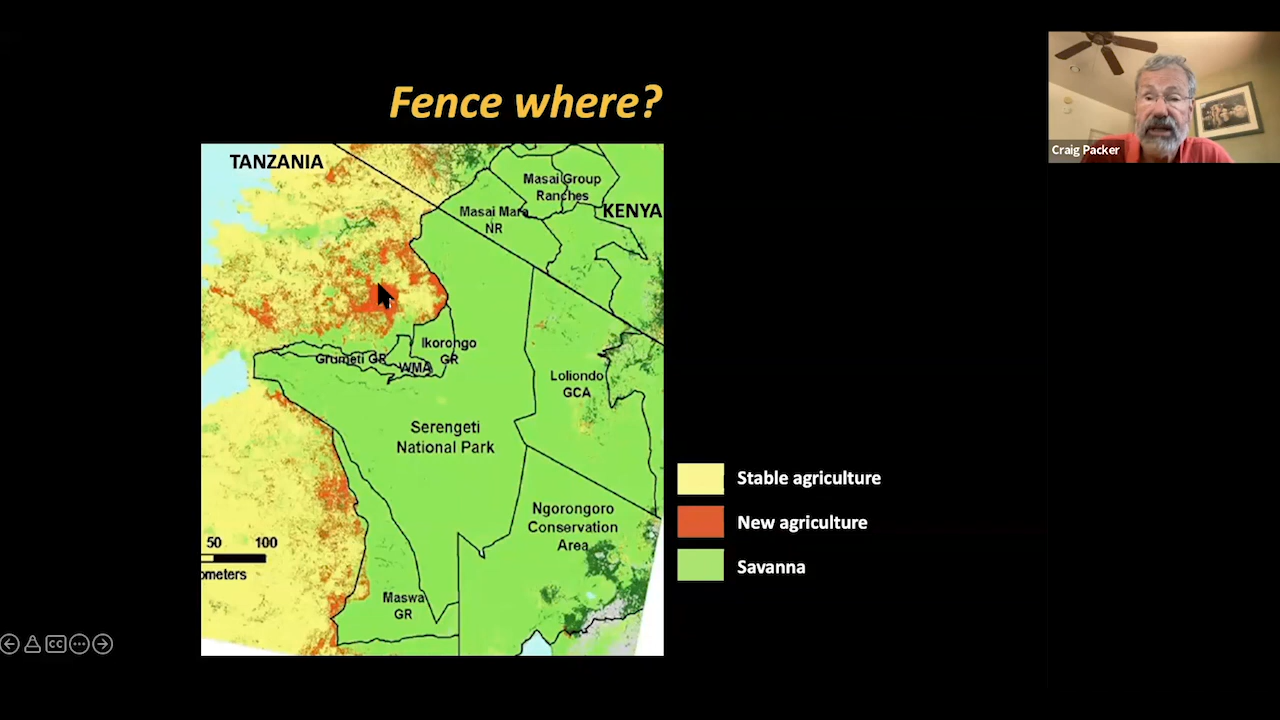 Fence where?
Craig Packer
TANZANIA
Masai Group
Ranches
Masai Mara
NR
KENYA
Ikorongo
GR
Grumeti GR
WMA
Loliondo
GCA
Serengeti
National Park
Stable agriculture
New agriculture
Savanna
Ngorongoro
Conservation
Area
50 100
ometers
Maswa
GR
CC